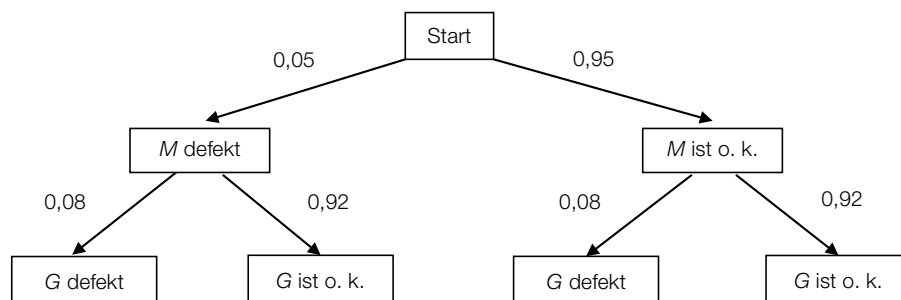 Start
0,05
0,95
M defekt
M ist o. k.
0,08
0,92
0,08
0,92
G defekt
G ist o. k.
G defekt
G ist o. k.